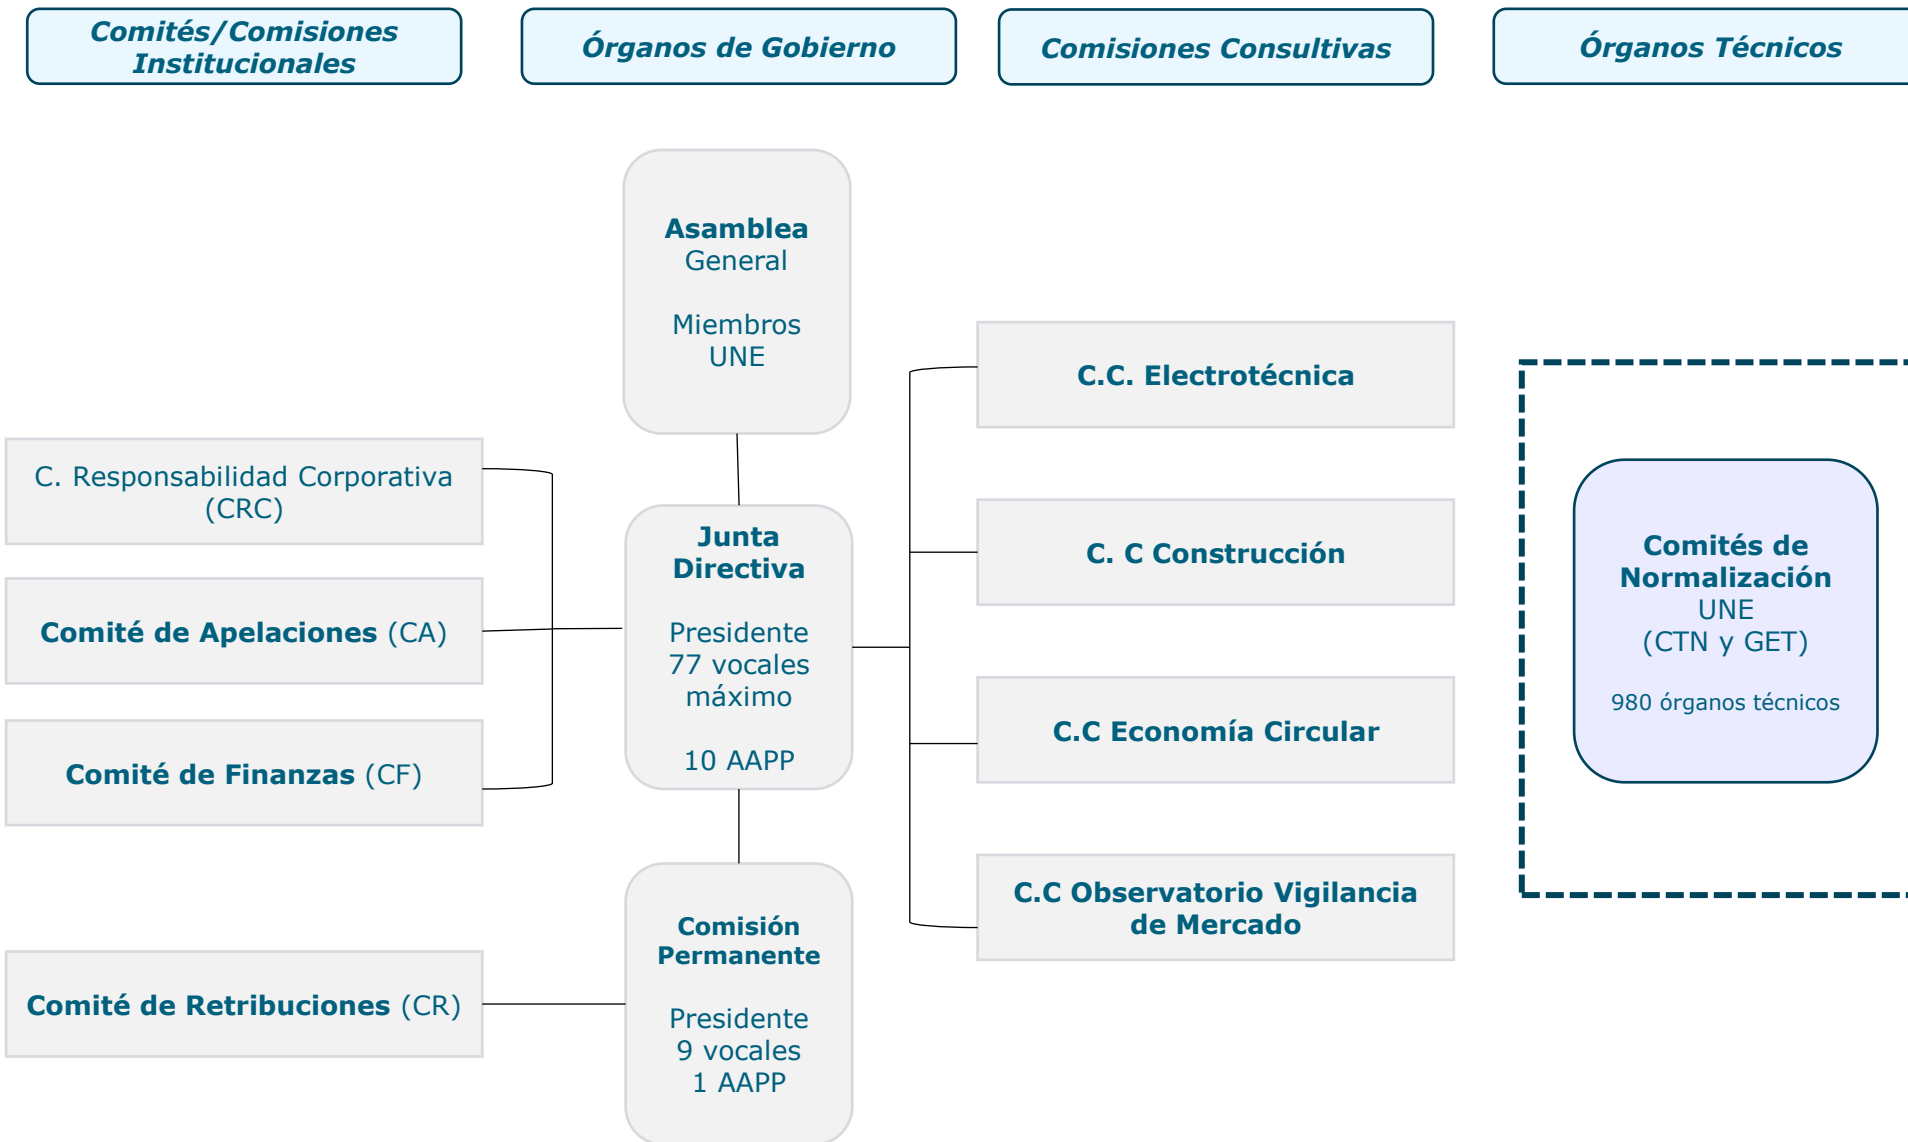 Comités/Comisiones
Institucionales
Órganos de Gobierno
Comisiones Consultivas
Órganos Técnicos
Asamblea
General
Miembros
UNE
C. Responsabilidad Corporativa
(CRC)
Comité de Apelaciones (CA)
Comité de Finanzas (CF)
Comité de Retribuciones (CR)
Junta
Directiva
Presidente
77 vocales
máximo
10 AAPP
Comisión
Permanente
Presidente
9 vocales
1 AAPP
C.C. Electrotécnica
C. C Construcción
C.C Economía Circular
C.C Observatorio Vigilancia
de Mercado
Comités de
Normalización
UNE
(CTN y GET)
980 órganos técnicos